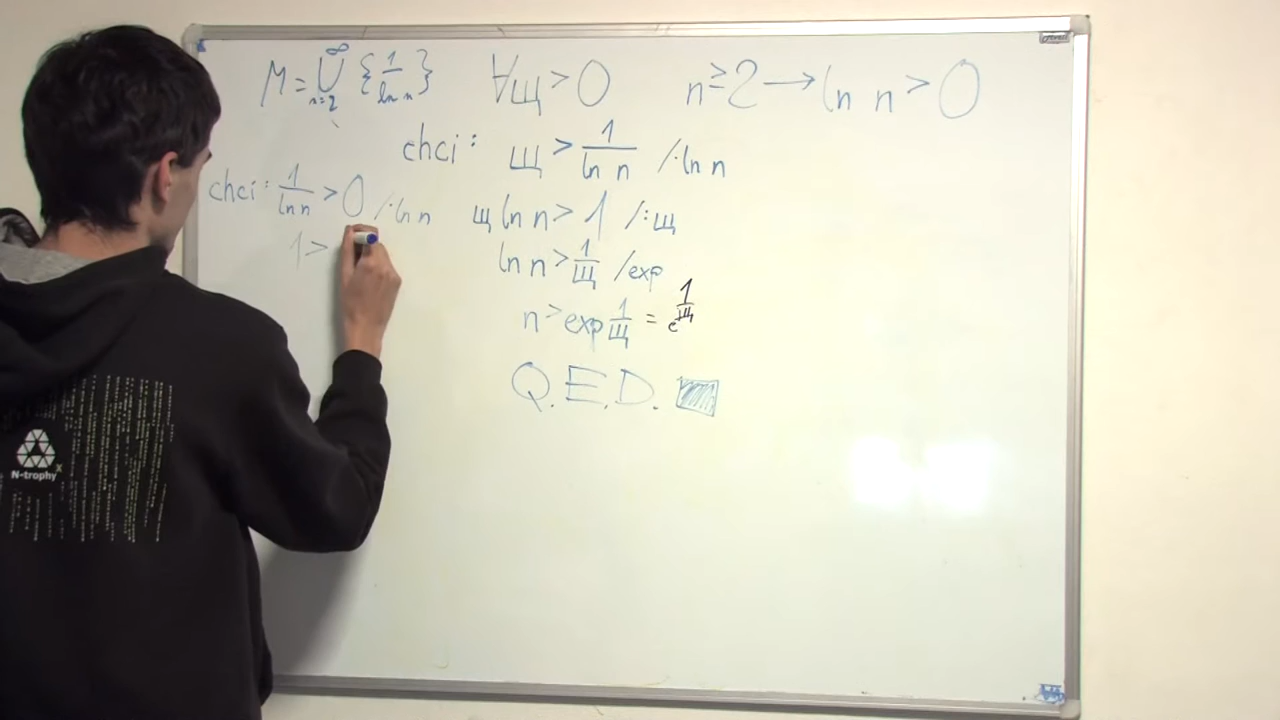 M = ⋃_{n=2}^{∞} { 1/ln n }   ∀щ > 0   n ≥ 2 → ln n > 0
chci: щ > 1/ln n /·ln n
chci: 1/ln n > 0 /·ln n   щ ln n > 1 /:щ
1 >
ln n > 1/щ /exp
n > exp 1/щ = e^{1/щ}
Q.E.D.
N-trophy X